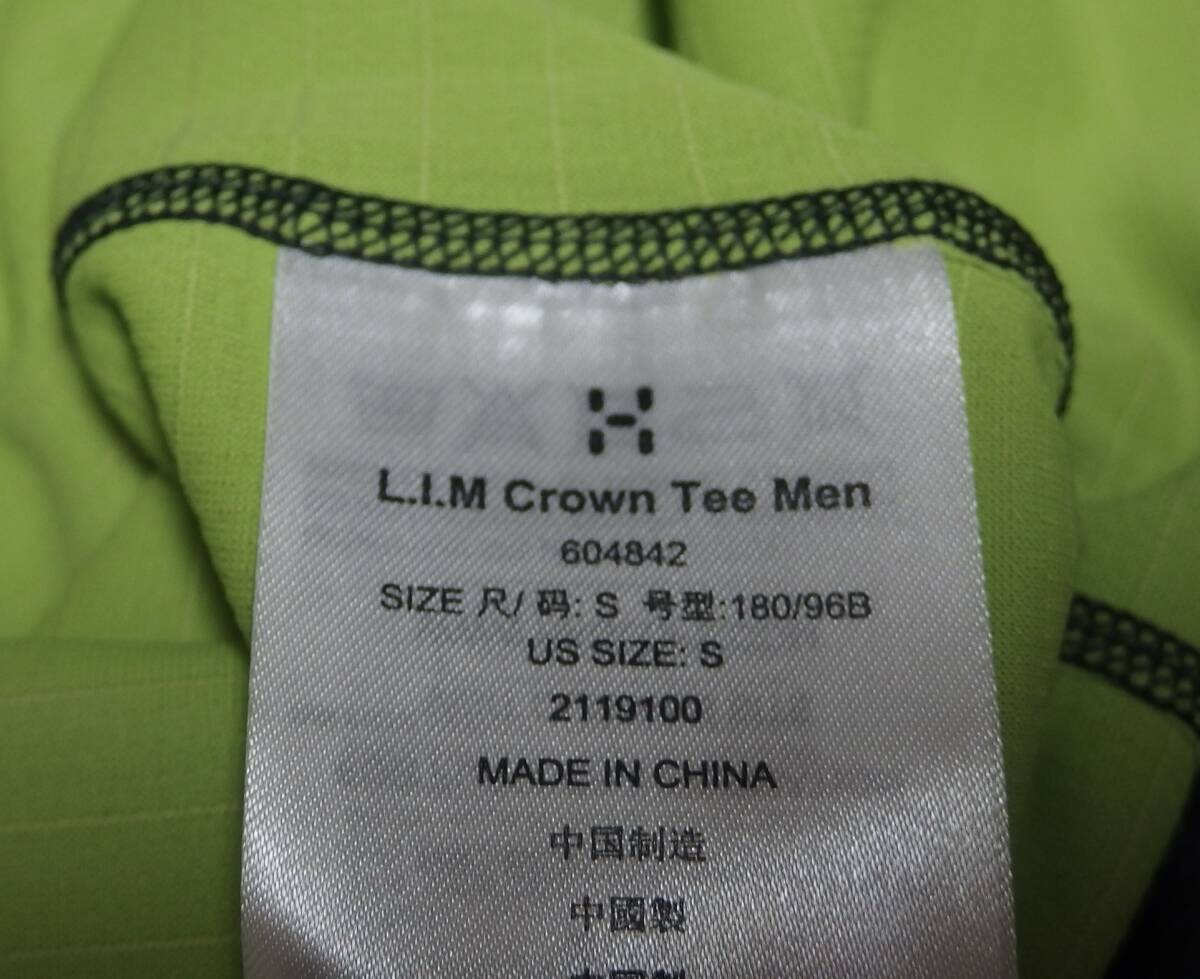 L.I.M Crown Tee Men
604842
SIZE 尺/ 码: S 号型:180/96B
US SIZE: S
2119100
MADE IN CHINA
中国制造
中國製